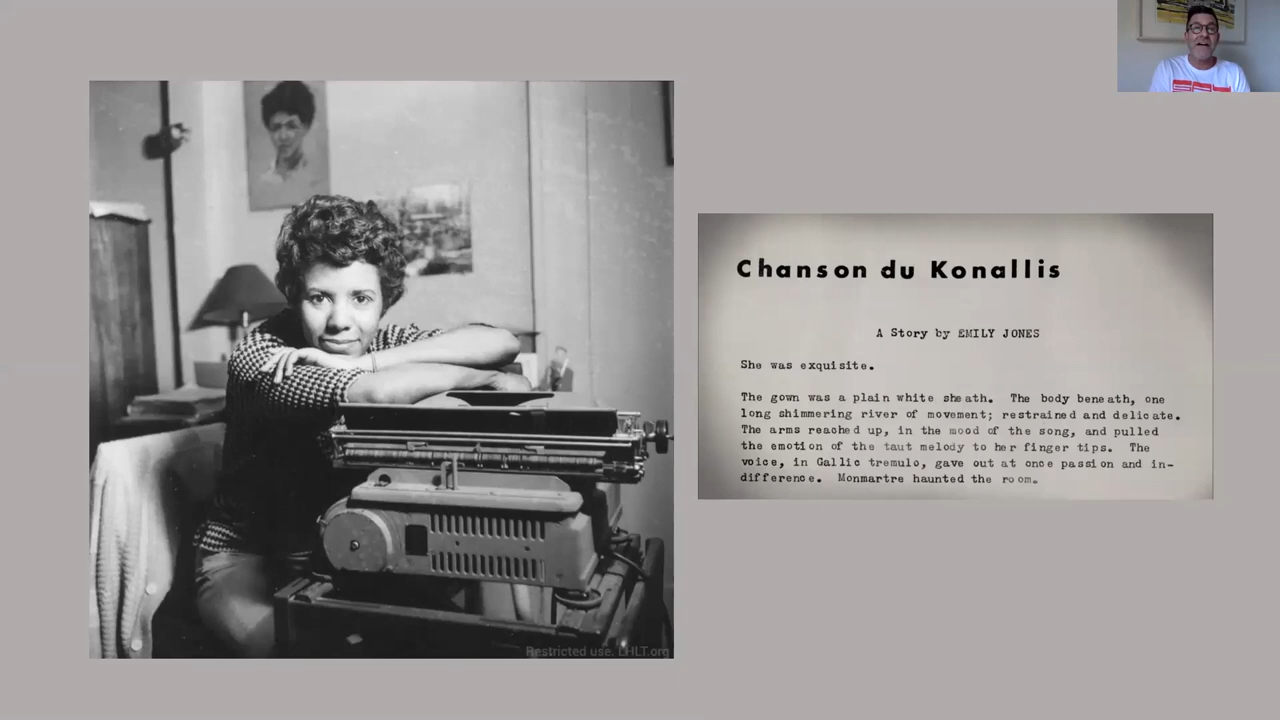 Chanson du Konallis
A Story by EMILY JONES
She was exquisite.
The gown was a plain white sheath. The body beneath, one
long shimmering river of movement; restrained and delicate.
The arms reached up, in the mood of the song, and pulled
the emotion of the taut melody to her finger tips. The
voice, in Gallic tremulo, gave out at once passion and in-
difference. Monmartre haunted the room.
Restricted use. LHLT.org